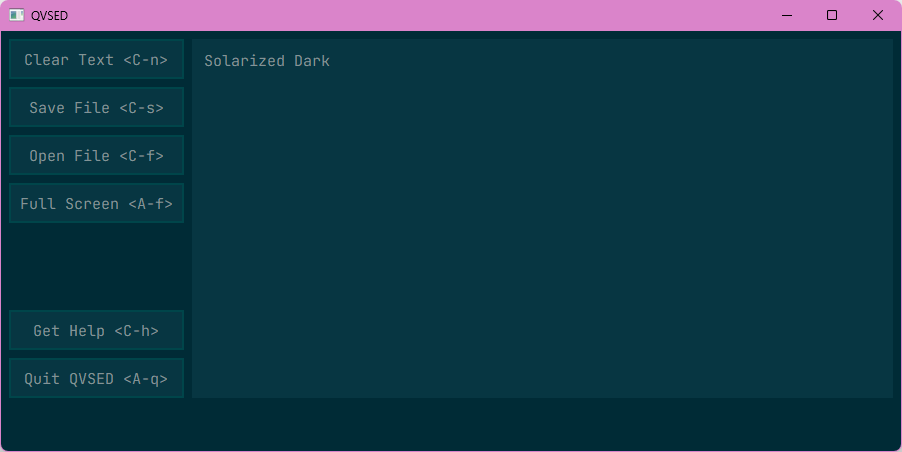 QVSED
Clear Text <C-n>
Save File <C-s>
Open File <C-f>
Full Screen <A-f>
Get Help <C-h>
Quit QVSED <A-q>
Solarized Dark